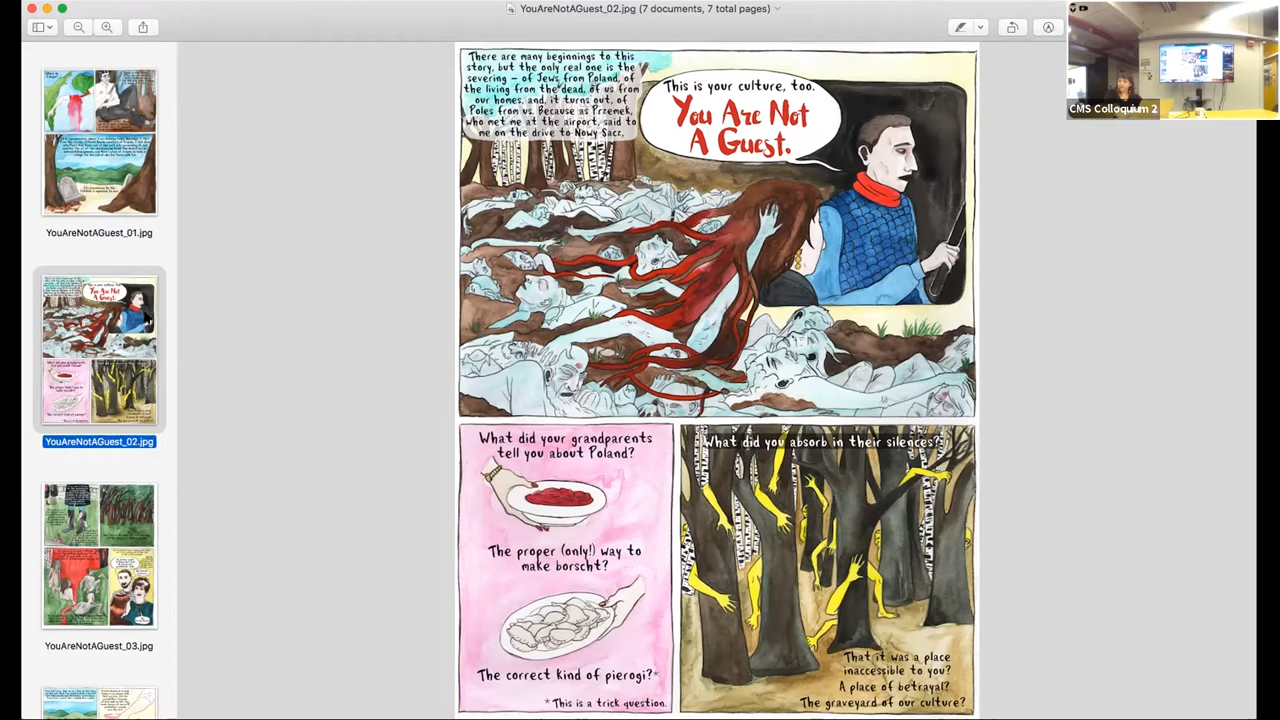 YouAreNotAGuest_02.jpg (7 documents, 7 total pages)
CMS Colloquium 2
YouAreNotAGuest_01.jpg
YouAreNotAGuest_02.jpg
YouAreNotAGuest_03.jpg
There are many beginnings to this
story, but the only real one is the
severing – of Jews from Poland, of
the living from the dead, of us from
our homes, and, it turns out, of
Poles from us. Because as Przemek,
who met me at the airport, said to
me on the drive to Nowy Sacz,
This is your culture, too.
You Are Not
A Guest.
What did your grandparents
tell you about Poland?
The proper (only!) way to
make borscht?
The correct kind of pierogi?*
* This is a trick question.
What did you absorb in their silences?
That it was a place
inaccessible to you?
A place of betrayal?
The graveyard of our culture?